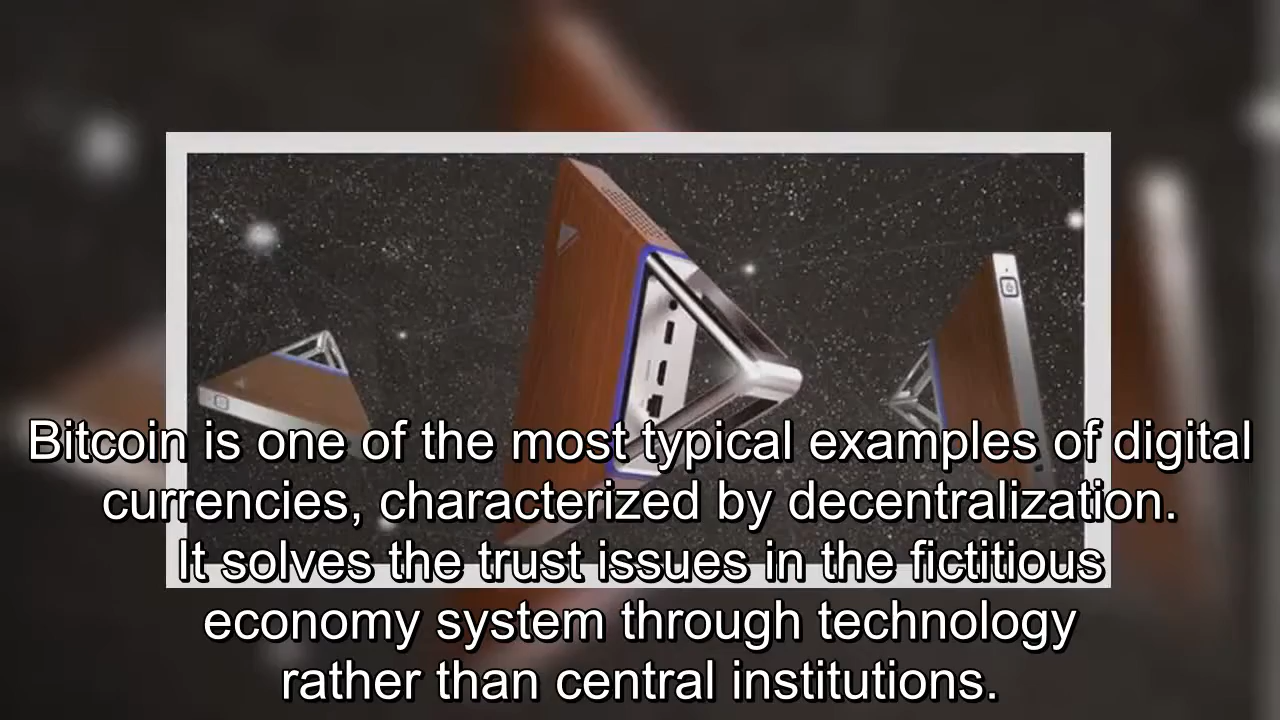 Bitcoin is one of the most typical examples of digital
currencies, characterized by decentralization.
It solves the trust issues in the fictitious
economy system through technology
rather than central institutions.